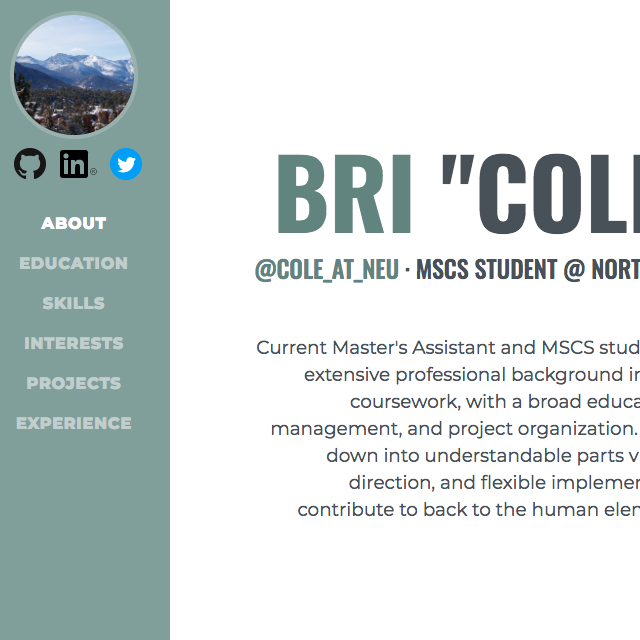 in ®
ABOUT
EDUCATION
SKILLS
INTERESTS
PROJECTS
EXPERIENCE
BRI "COL
@COLE_AT_NEU · MSCS STUDENT @ NORT
Current Master's Assistant and MSCS stud
extensive professional background in
coursework, with a broad educa
management, and project organization.
down into understandable parts v
direction, and flexible implemen
contribute to back to the human elem